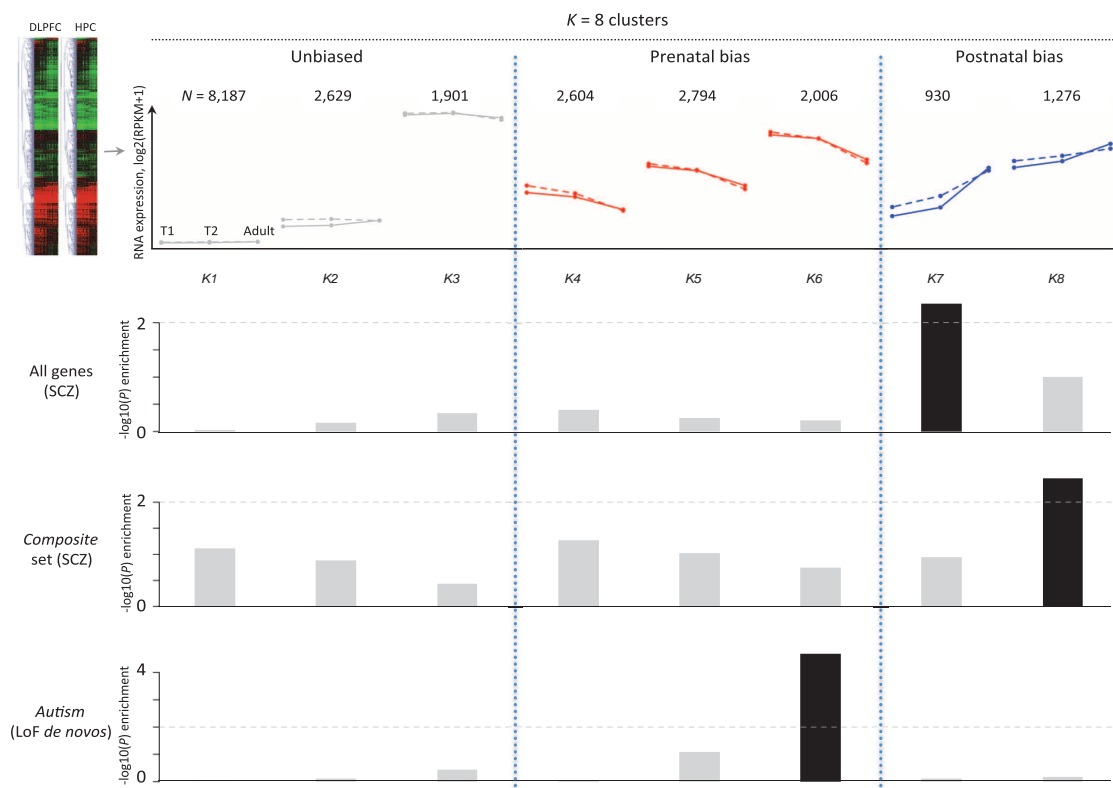 K = 8 clusters
DLPFC HPC
Unbiased Prenatal bias Postnatal bias
N = 8,187 2,629 1,901 2,604 2,794 2,006 930 1,276
RNA expression, log2(RPKM+1)
T1 T2 Adult
K1 K2 K3 K4 K5 K6 K7 K8
All genes
(SCZ)
-log10(P) enrichment
2
0
Composite
set (SCZ)
-log10(P) enrichment
2
0
Autism
(LoF de novos)
-log10(P) enrichment
4
0